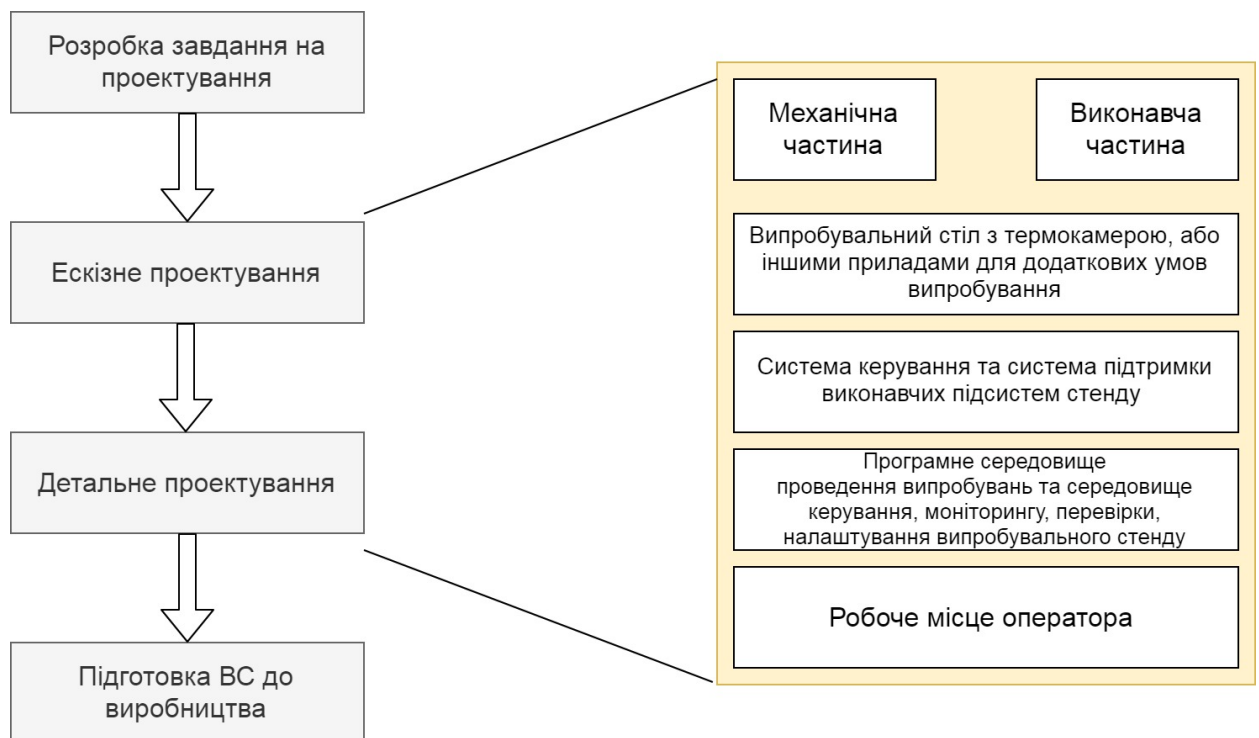 Розробка завдання на
проектування
Ескізне проектування
Детальне проектування
Підготовка ВС до
виробництва
Механічна
частина
Виконавча
частина
Випробувальний стіл з термокамерою, або
іншими приладами для додаткових умов
випробування
Система керування та система підтримки
виконавчих підсистем стенду
Програмне середовище
проведення випробувань та середовище
керування, моніторингу, перевірки,
налаштування випробувального стенду
Робоче місце оператора